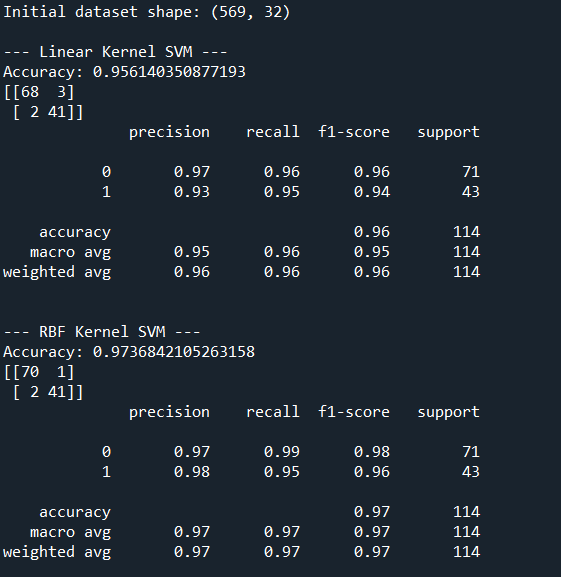 Initial dataset shape: (569, 32)
--- Linear Kernel SVM ---
Accuracy: 0.956140350877193
[[68  3]
 [ 2 41]]
              precision    recall  f1-score   support
           0       0.97      0.96      0.96        71
           1       0.93      0.95      0.94        43
    accuracy                           0.96       114
   macro avg       0.95      0.96      0.95       114
weighted avg       0.96      0.96      0.96       114
--- RBF Kernel SVM ---
Accuracy: 0.9736842105263158
[[70  1]
 [ 2 41]]
              precision    recall  f1-score   support
           0       0.97      0.99      0.98        71
           1       0.98      0.95      0.96        43
    accuracy                           0.97       114
   macro avg       0.97      0.97      0.97       114
weighted avg       0.97      0.97      0.97       114